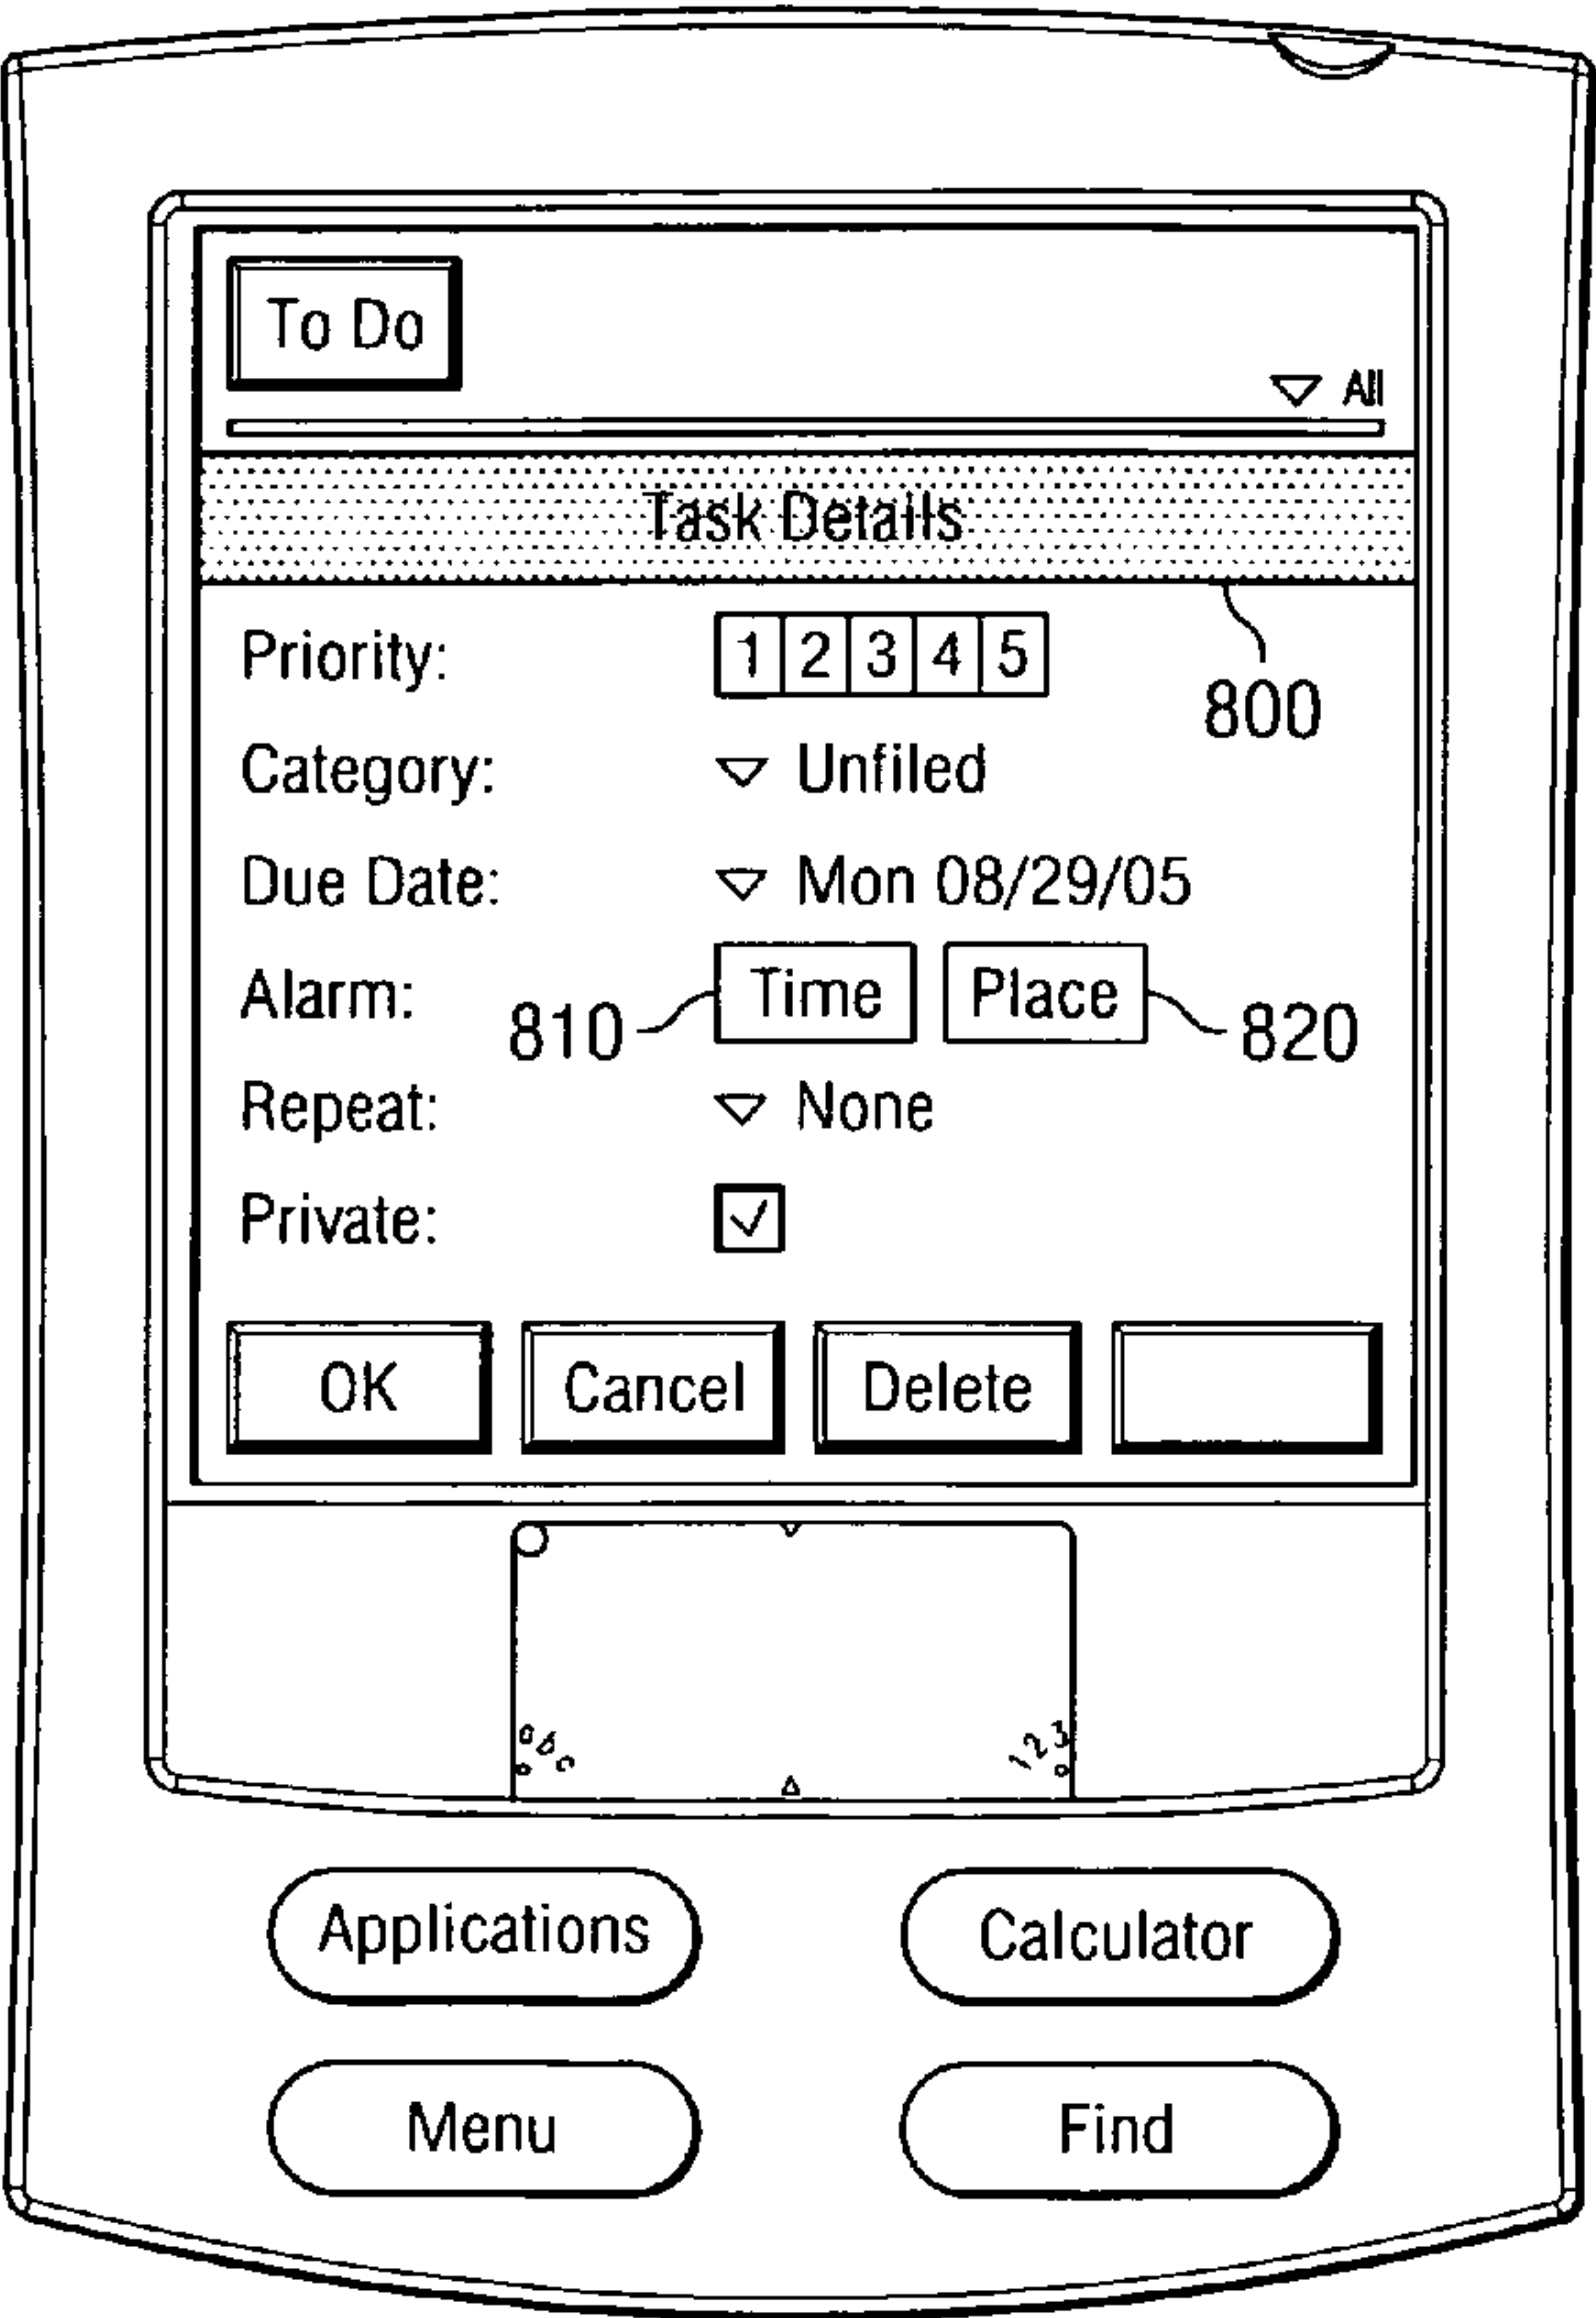 To Do
All
Task Details
Priority: 1 2 3 4 5
800
Category: Unfiled
Due Date: Mon 08/29/05
Alarm: Time Place
810 820
Repeat: None
Private:
OK Cancel Delete
abc 123
Applications Calculator
Menu Find